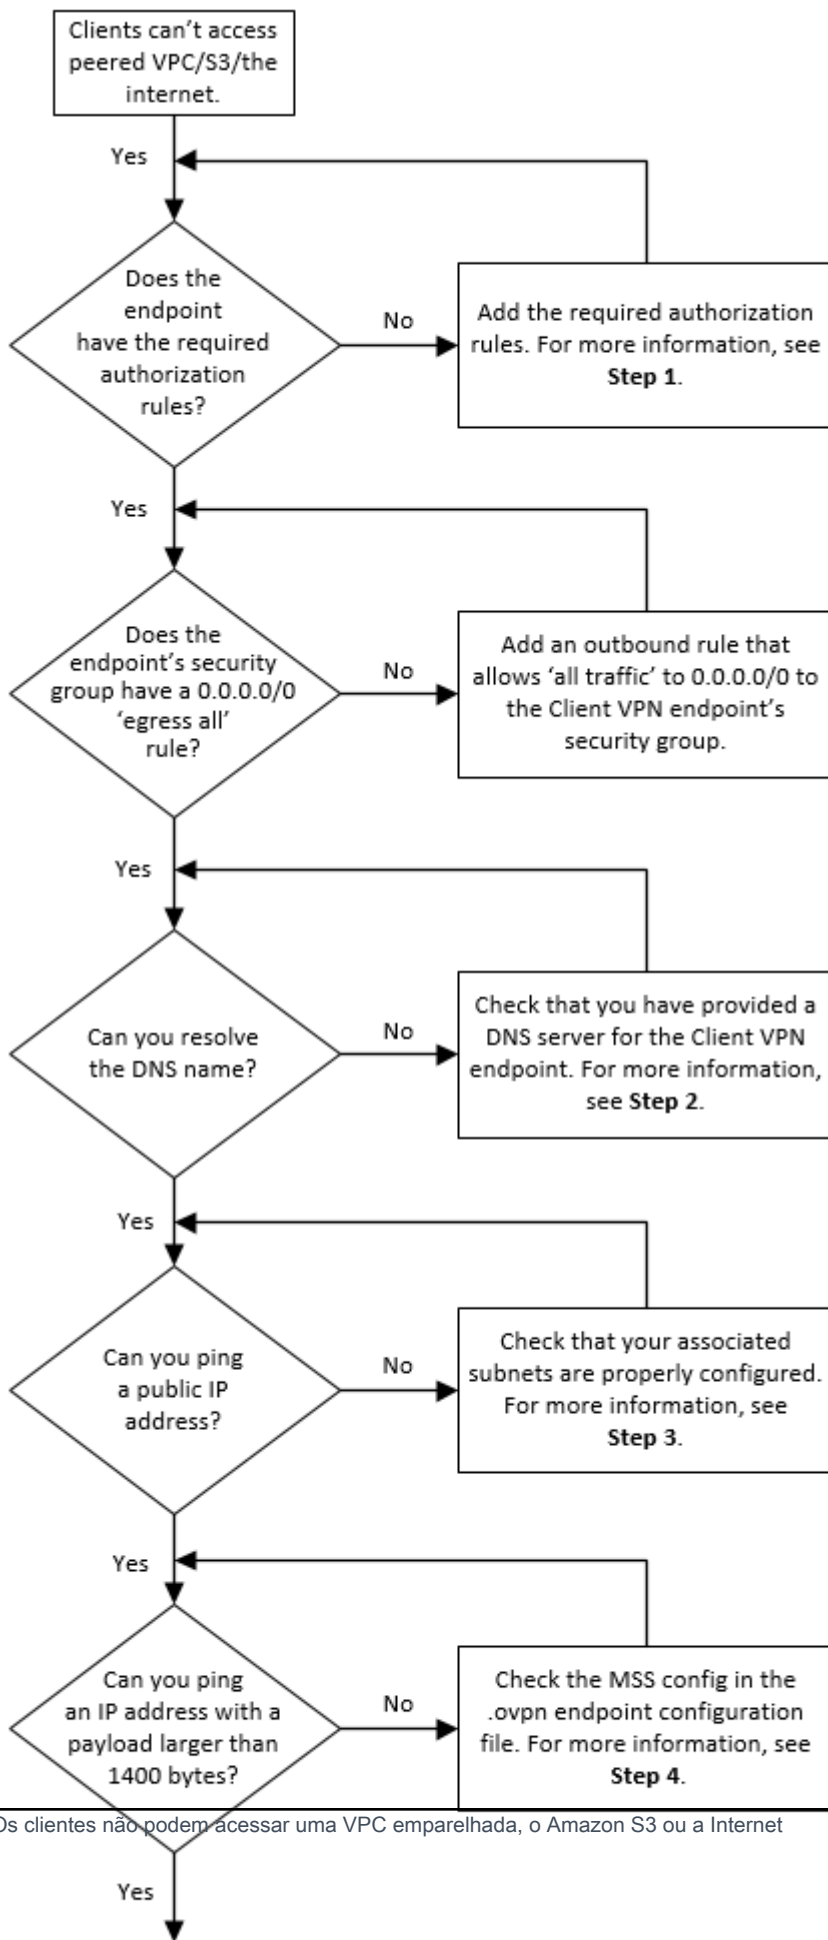 Clients can't access
peered VPC/S3/the
internet.
Yes
Does the
endpoint
have the required
authorization
rules?
No
Add the required authorization
rules. For more information, see
Step 1.
Yes
Does the
endpoint's security
group have a 0.0.0.0/0
'egress all'
rule?
No
Add an outbound rule that
allows 'all traffic' to 0.0.0.0/0 to
the Client VPN endpoint's
security group.
Yes
Can you resolve
the DNS name?
No
Check that you have provided a
DNS server for the Client VPN
endpoint. For more information,
see Step 2.
Yes
Can you ping
a public IP
address?
No
Check that your associated
subnets are properly configured.
For more information, see
Step 3.
Yes
Can you ping
an IP address with a
payload larger than
1400 bytes?
No
Check the MSS config in the
.ovpn endpoint configuration
file. For more information, see
Step 4.
Os clientes não podem acessar uma VPC emparelhada, o Amazon S3 ou a Internet
Yes